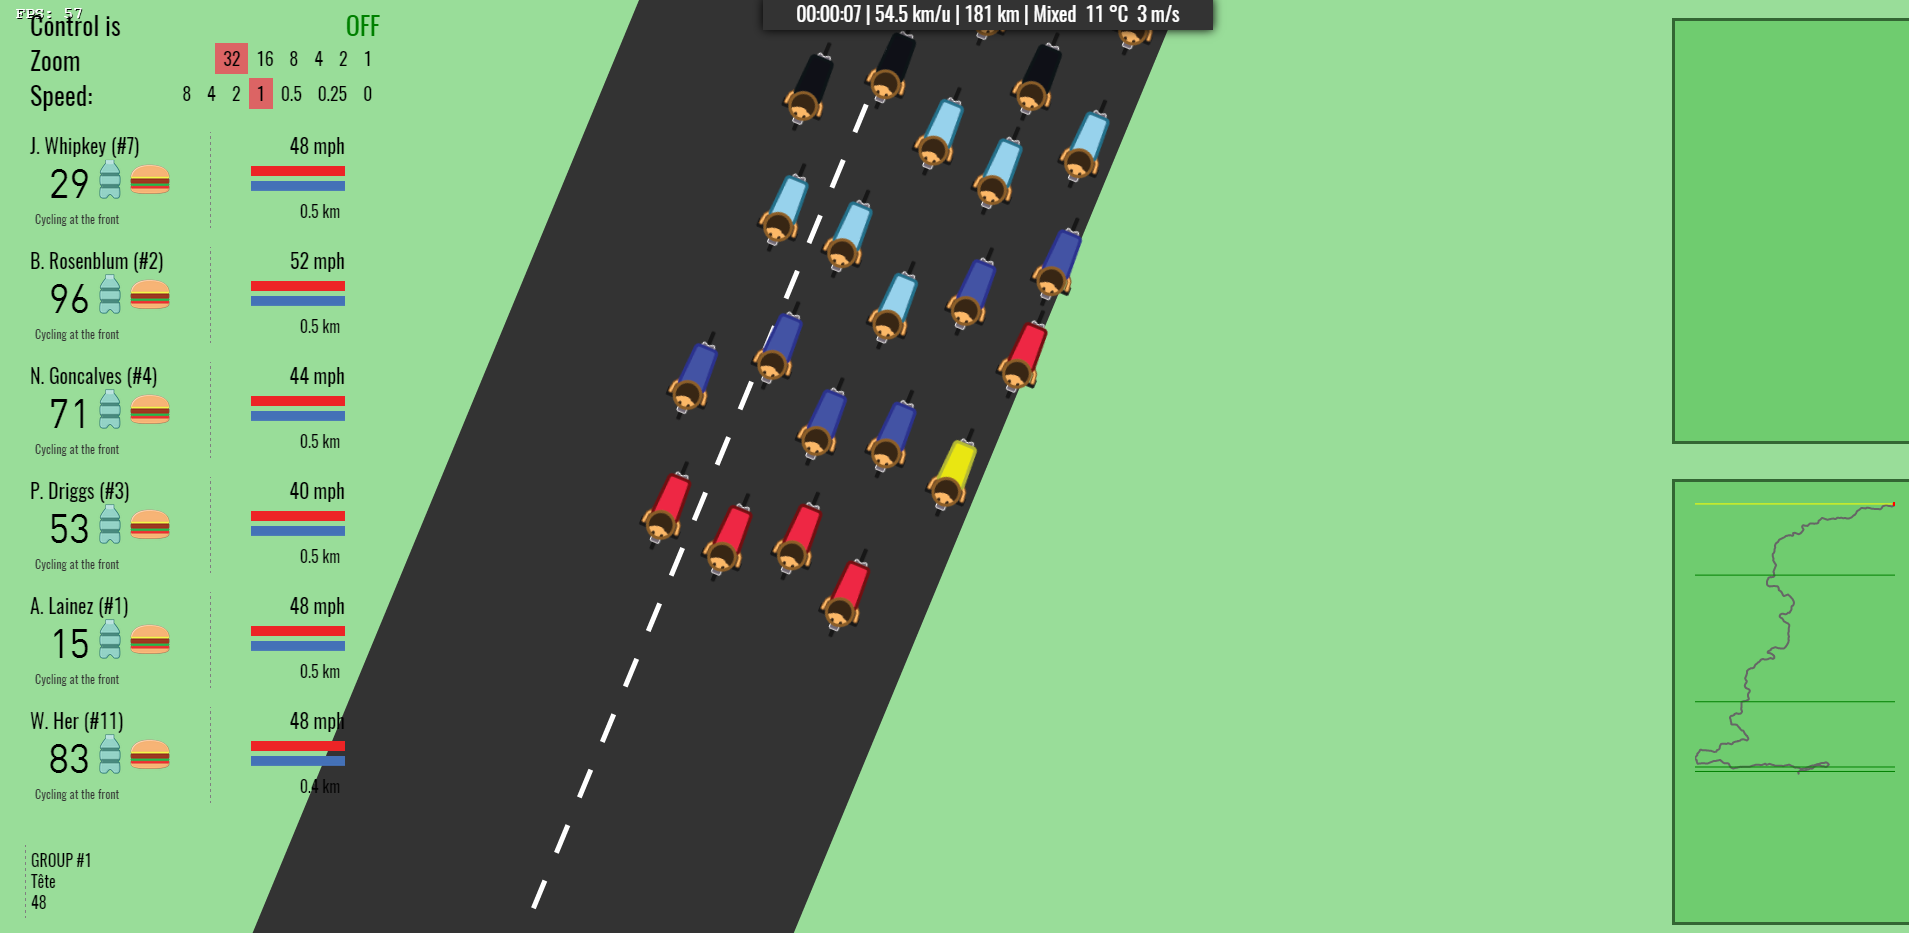 FPS: 57
00:00:07 | 54.5 km/u | 181 km | Mixed 11 °C 3 m/s
Control is OFF
Zoom 32 16 8 4 2 1
Speed: 8 4 2 1 0.5 0.25 0
J. Whipkey (#7) 48 mph
29
0.5 km
Cycling at the front
B. Rosenblum (#2) 52 mph
96
0.5 km
Cycling at the front
N. Goncalves (#4) 44 mph
71
0.5 km
Cycling at the front
P. Driggs (#3) 40 mph
53
0.5 km
Cycling at the front
A. Lainez (#1) 48 mph
15
0.5 km
Cycling at the front
W. Her (#11) 48 mph
83
0.4 km
Cycling at the front
GROUP #1
Tête
48